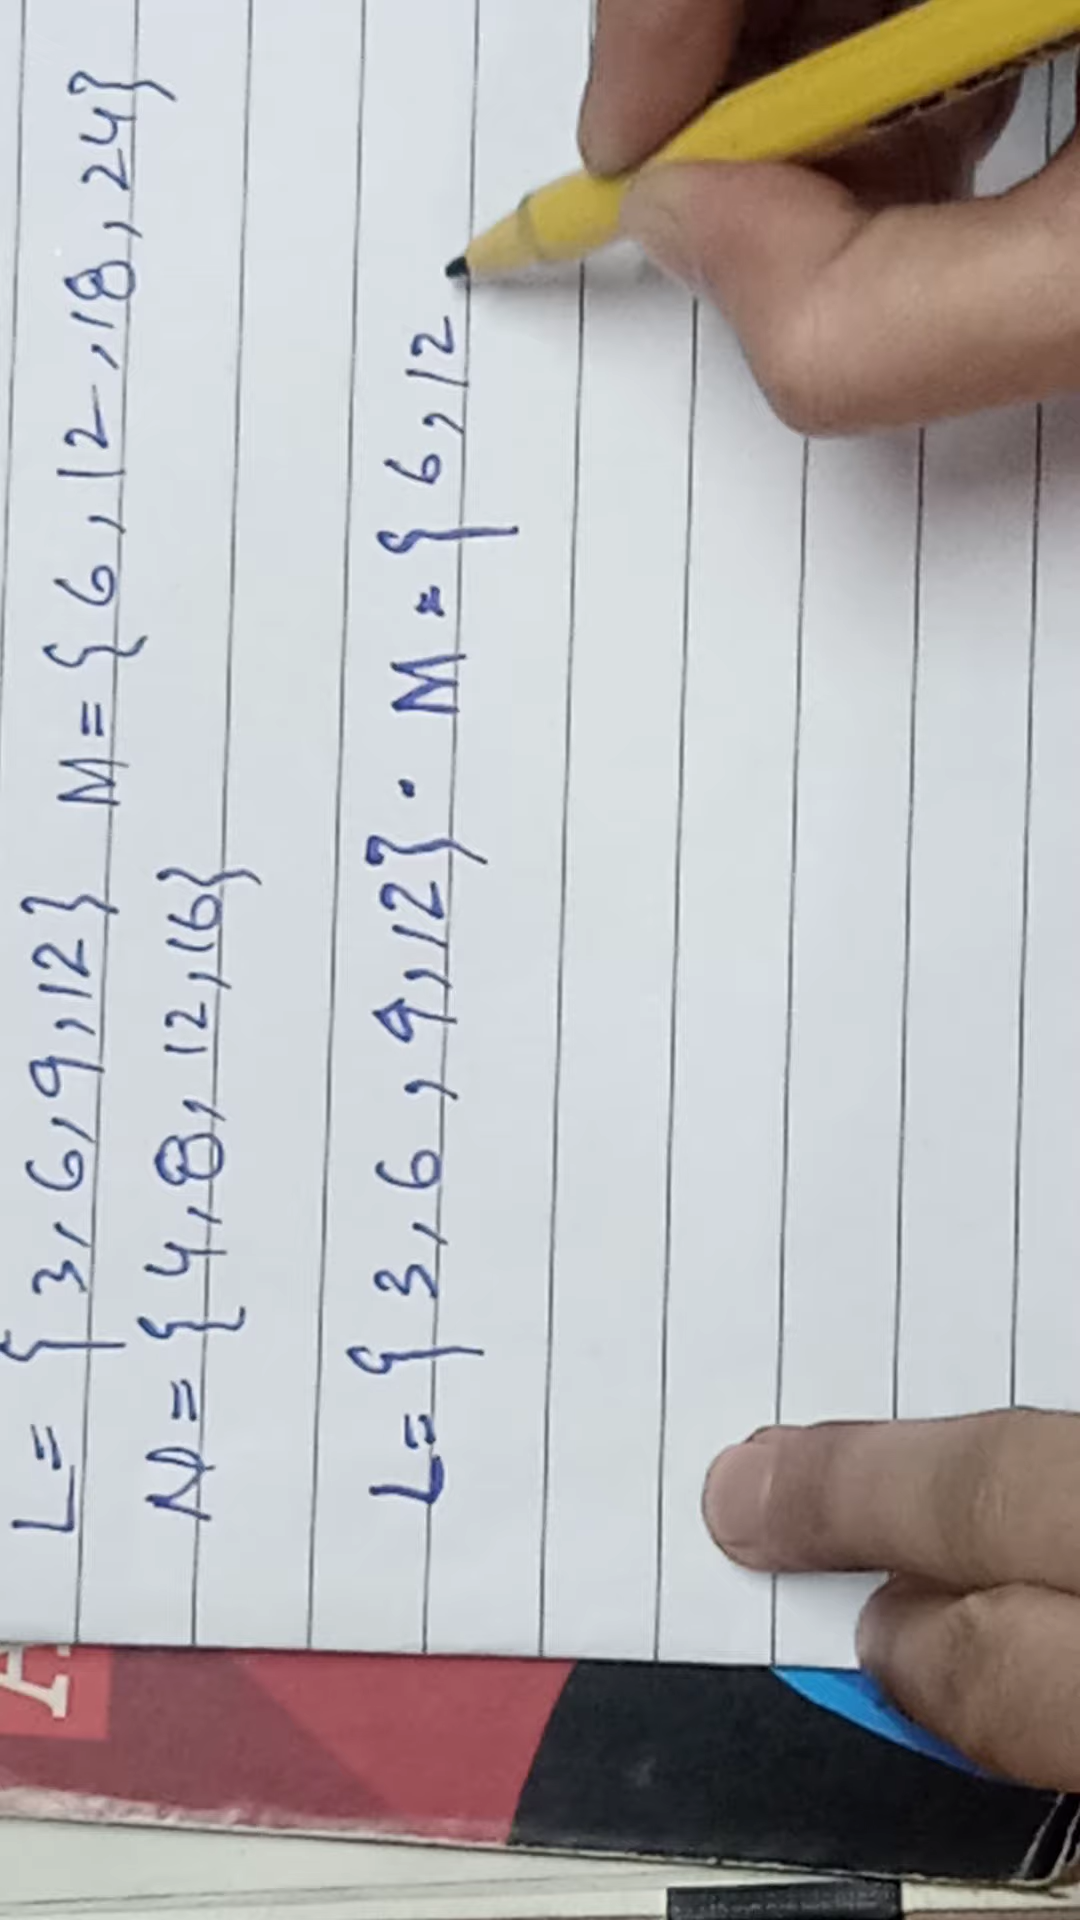 L = { 3, 6, 9, 12 } M = { 6, 12, 18, 24 }
N = { 4, 8, 12, 16 }
L = { 3, 6, 9, 12 } . M = { 6, 12